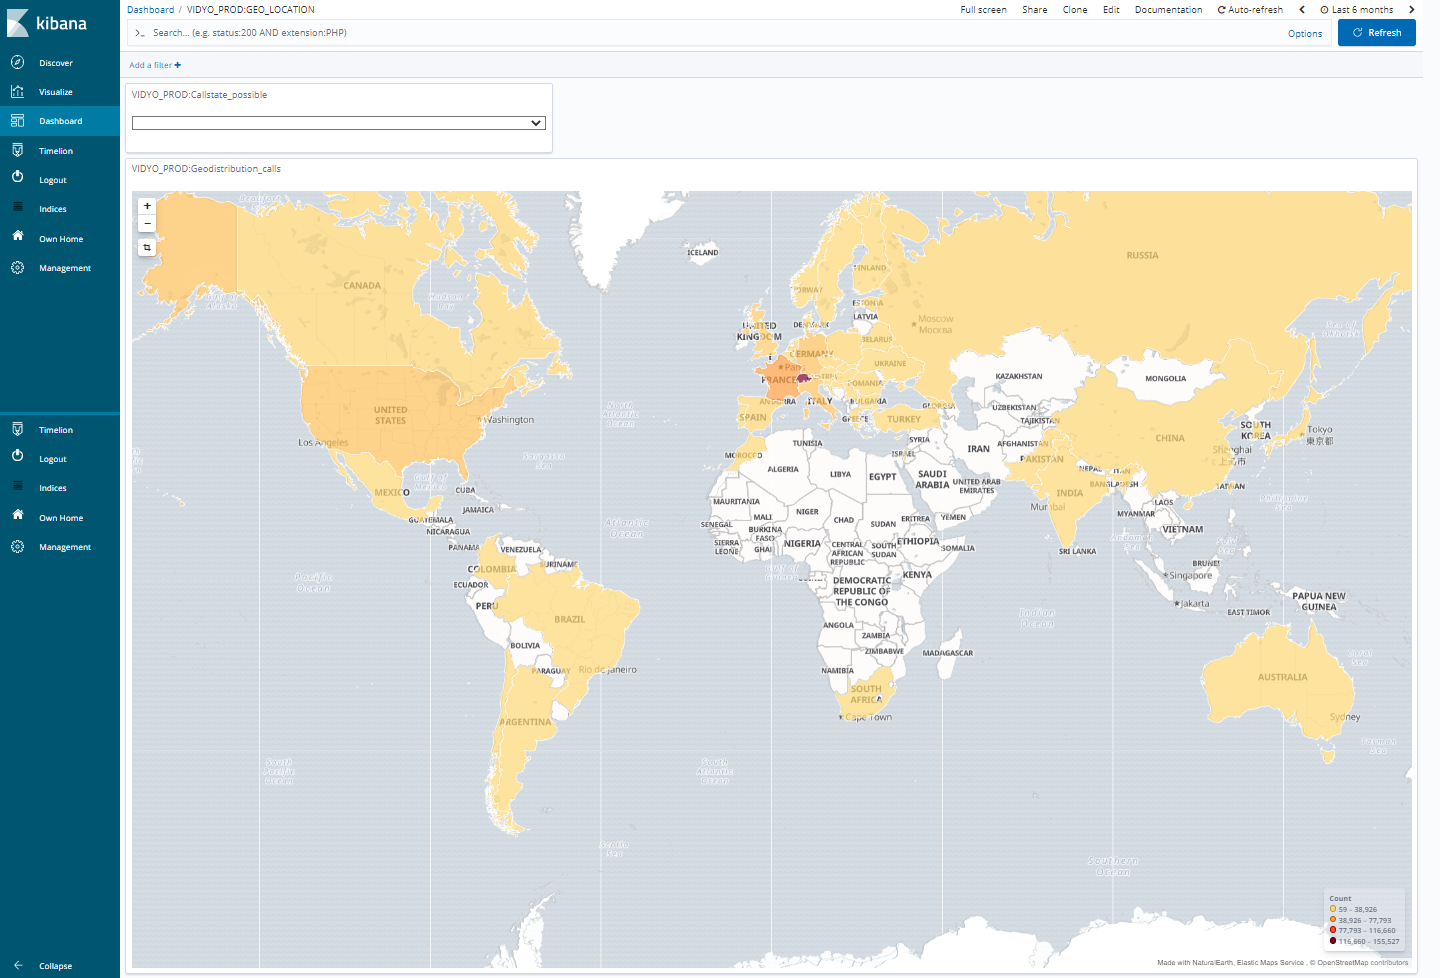 kibana
Discover
Visualize
Dashboard
Timelion
Logout
Indices
Own Home
Management
Timelion
Logout
Indices
Own Home
Management
Collapse
Dashboard / VIDYO_PROD:GEO_LOCATION
Full screen Share Clone Edit Documentation Auto-refresh Last 6 months
>_ Search... (e.g. status:200 AND extension:PHP)
Options
Refresh
Add a filter +
VIDYO_PROD:Callstate_possible
VIDYO_PROD:Geodistribution_calls
+
−
ICELAND
RUSSIA
FINLAND
CANADA
Hudson Bay
Gulf of Alaska
ESTONIA
LATVIA
Moscow
Москва
UNITED
KINGDOM
DENMARK
BELARUS
GERMANY
UKRAINE
Paris
FRANCE
ROMANIA
KAZAKHSTAN
MONGOLIA
ANDORRA
ITALY
BULGARIA
GEORGIA
UZBEKISTAN
SPAIN
GREECE
TURKEY
TAJIKISTAN
UNITED
STATES
Washington
North
Atlantic
Ocean
Los Angeles
SOUTH
KOREA
Tokyo
東京都
CHINA
TUNISIA
SYRIA
IRAN
AFGHANISTAN
Shanghai
上海市
MOROCCO
ISRAEL
PAKISTAN
Sargasso
Sea
ALGERIA
LIBYA
EGYPT
SAUDI
ARABIA
UNITED ARAB
EMIRATES
NEPAL
BANGLADESH
TAIWAN
Gulf of
Mexico
MEXICO
CUBA
INDIA
MAURITANIA
Mumbai
MYANMAR
LAOS
Philippine
Sea
JAMAICA
NIGER
MALI
CHAD
SUDAN
ERITREA
YEMEN
GUATEMALA
Atlantic
Ocean
SENEGAL
BURKINA
FASO
VIETNAM
NICARAGUA
SIERRA
LEONE
NIGERIA
CENTRAL
AFRICAN
REPUBLIC
SOUTH
SUDAN
ETHIOPIA
SOMALIA
SRI LANKA
Andaman
Sea
PANAMA
VENEZUELA
COLOMBIA
SURINAME
BRUNEI
Pacific
Ocean
ECUADOR
KENYA
Singapore
DEMOCRATIC
REPUBLIC OF
THE CONGO
PERU
Jakarta
PAPUA NEW
GUINEA
EAST TIMOR
BRAZIL
Indian
Ocean
ANGOLA
ZAMBIA
BOLIVIA
ZIMBABWE
MADAGASCAR
Coral
Sea
PARAGUAY
Rio de Janeiro
NAMIBIA
AUSTRALIA
SOUTH
AFRICA
Cape Town
Sydney
ARGENTINA
Tasman
Sea
South
Pacific
Ocean
South
Atlantic
Ocean
Scotia
Sea
Southern
Ocean
Count
59 - 38,926
38,926 - 77,793
77,793 - 116,660
116,660 - 155,527
Made with NaturalEarth, Elastic Maps Service , © OpenStreetMap contributors